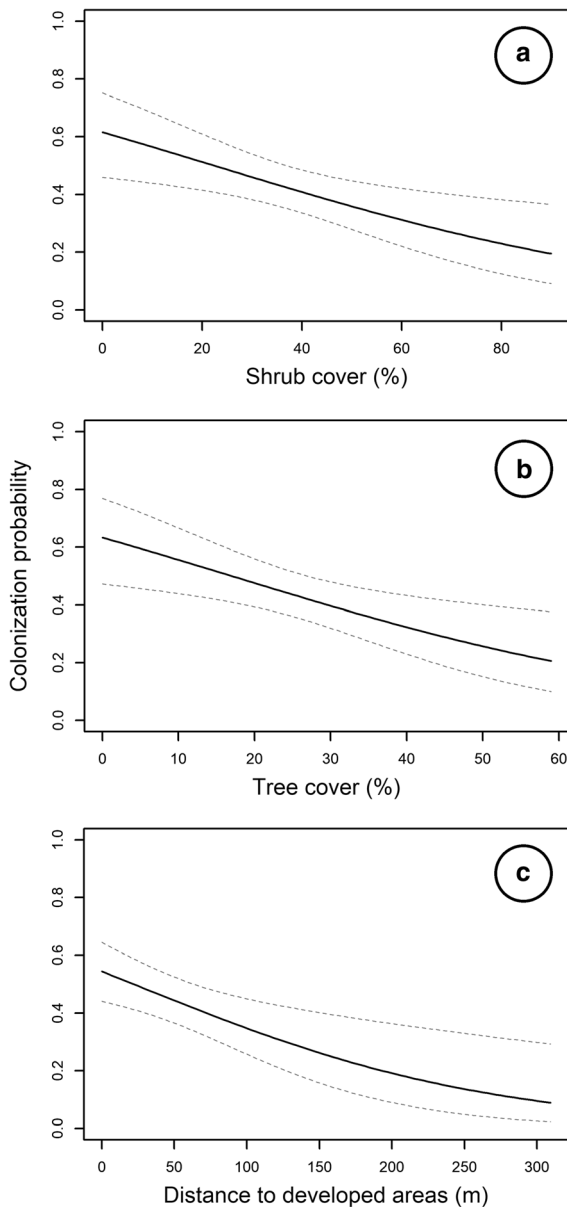 a
1.0
0.8
0.6
0.4
0.2
0.0
0 20 40 60 80
Shrub cover (%)
Colonization probability
b
1.0
0.8
0.6
0.4
0.2
0.0
0 10 20 30 40 50 60
Tree cover (%)
c
1.0
0.8
0.6
0.4
0.2
0.0
0 50 100 150 200 250 300
Distance to developed areas (m)